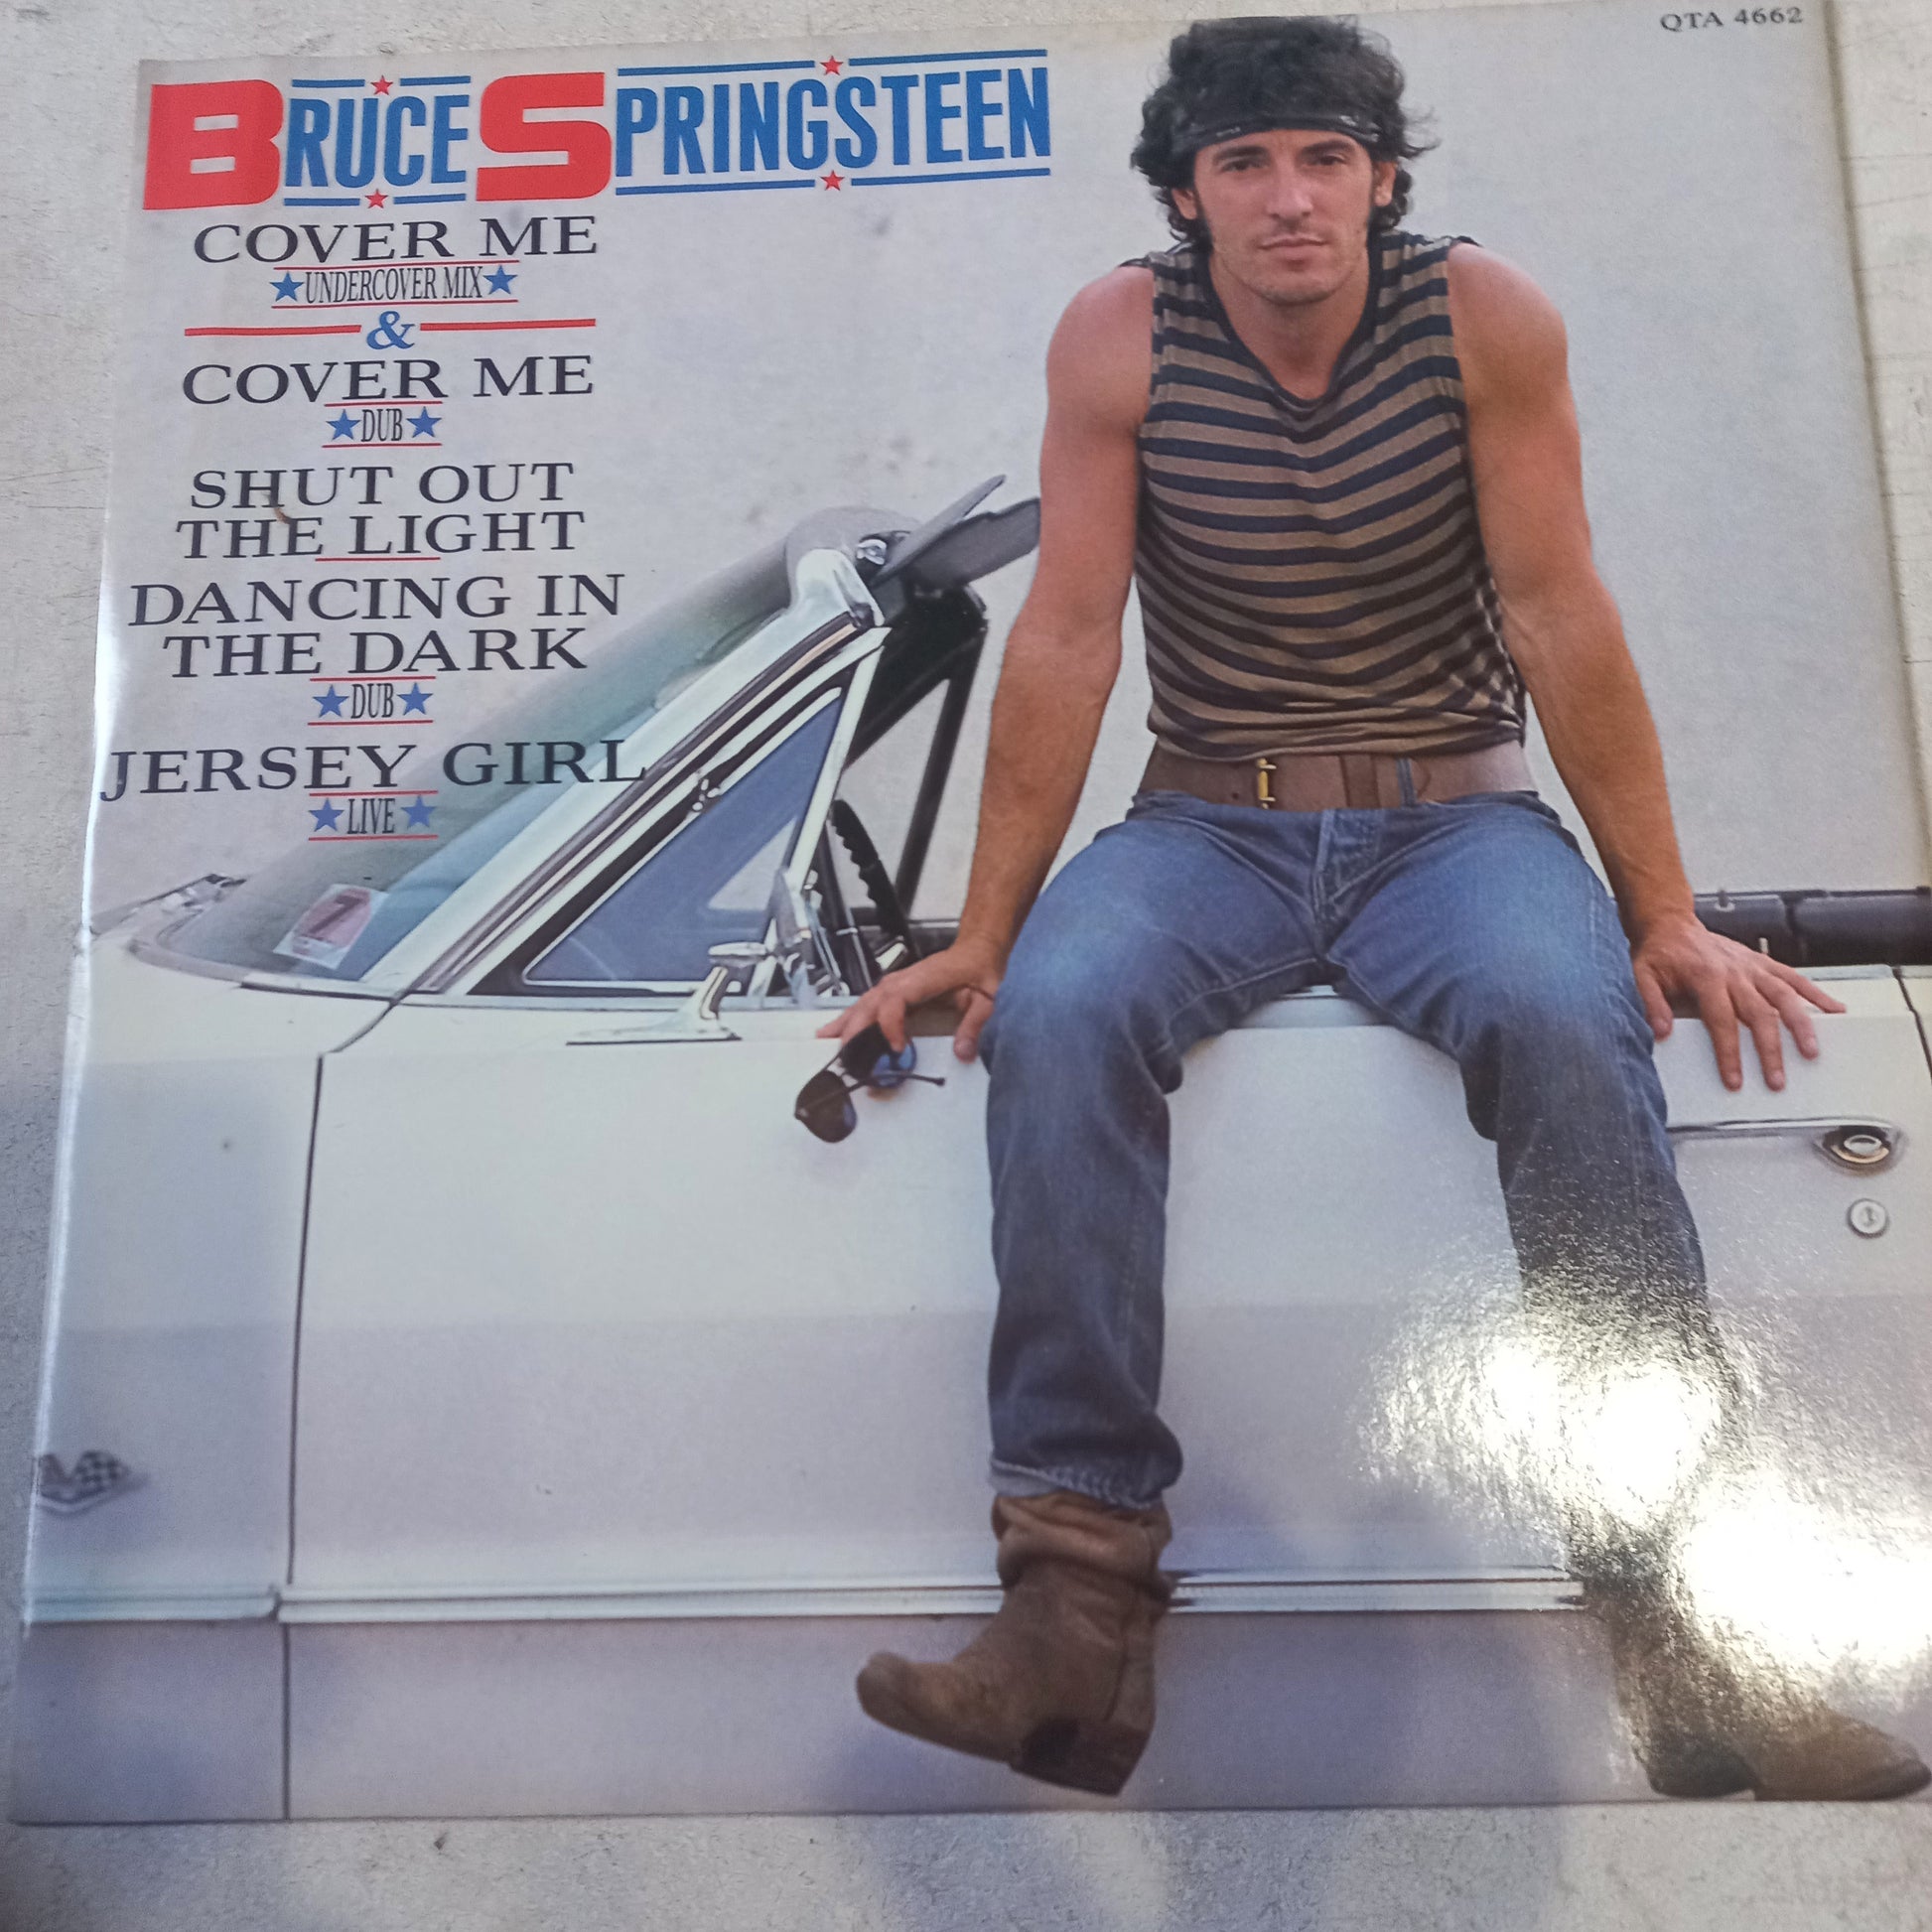 QTA 4662
BRUCE SPRINGSTEEN
COVER ME
★UNDERCOVER MIX★
&
COVER ME
★DUB★
SHUT OUT
THE LIGHT
DANCING IN
THE DARK
★DUB★
JERSEY GIRL
★LIVE★
7